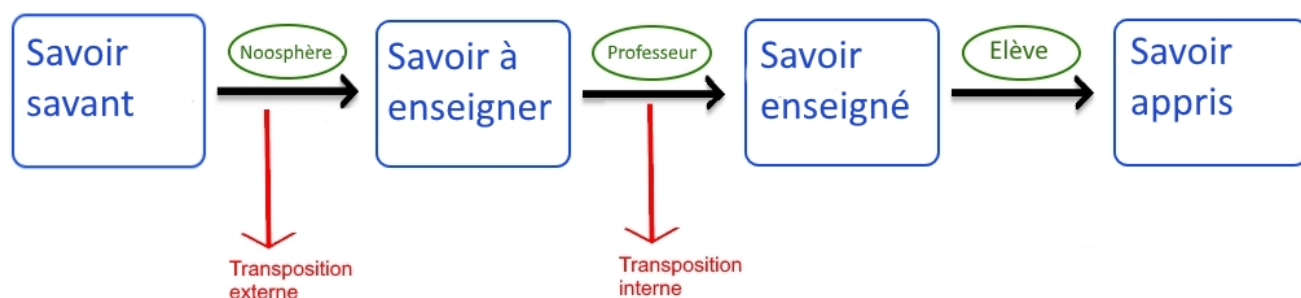 Savoir
savant
Noosphère
Savoir à
enseigner
Professeur
Savoir
enseigné
Elève
Savoir
appris
Transposition
externe
Transposition
interne